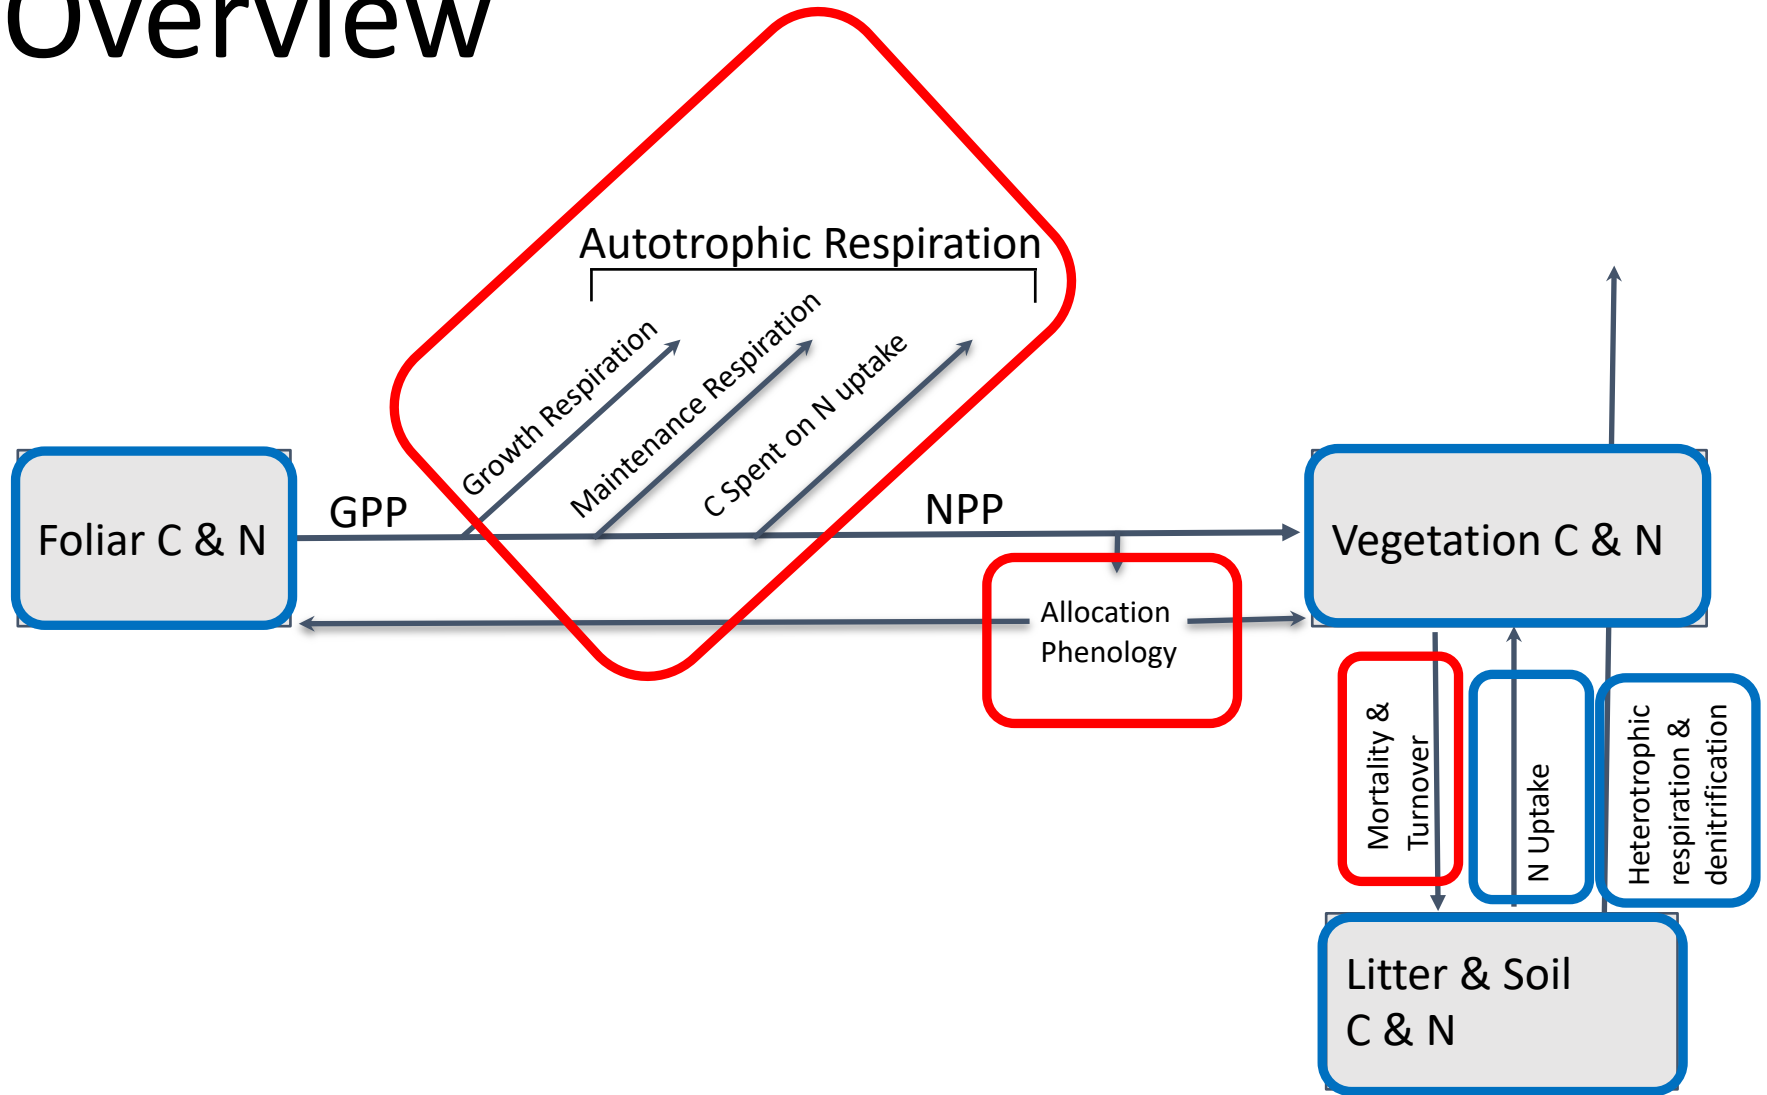 Overview
Autotrophic Respiration
Growth Respiration
Maintenance Respiration
C Spent on N uptake
Foliar C & N
GPP
NPP
Vegetation C & N
Allocation
Phenology
Mortality &
Turnover
N Uptake
Heterotrophic
respiration &
denitrification
Litter & Soil
C & N